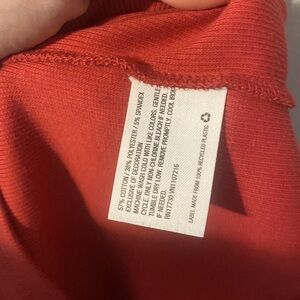 57% COTTON / 38% POLYESTER / 5% SPANDEX
EXCLUSIVE OF DECORATION
MACHINE WASH COLD WITH LIKE COLORS, GENTLE
CYCLE, ONLY NON-CHLORINE BLEACH IF NEEDED,
TUMBLE DRY LOW, REMOVE PROMPTLY, COOL IRON
IF NEEDED.
RN17730 VN1107216
LABEL MADE FROM 100% RECYCLED PLASTIC